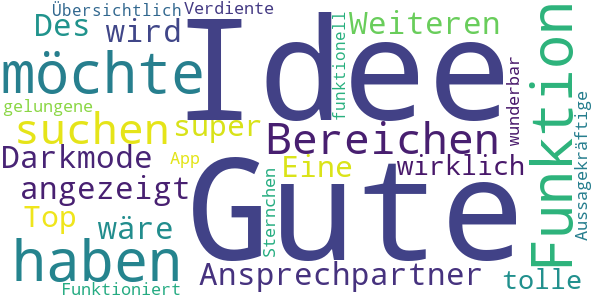 Übersichtlich
Verdiente
Des
wird
Idee
funktionell
Weiteren
Funktion
möchte
gelungene
suchen
super
Bereichen
wunderbar
Aussagekräftige
Darkmode
App
Eine
wirklich
angezeigt
Gute
Sternchen
Top
wäre
haben
Ansprechpartner
tolle
Funktioniert